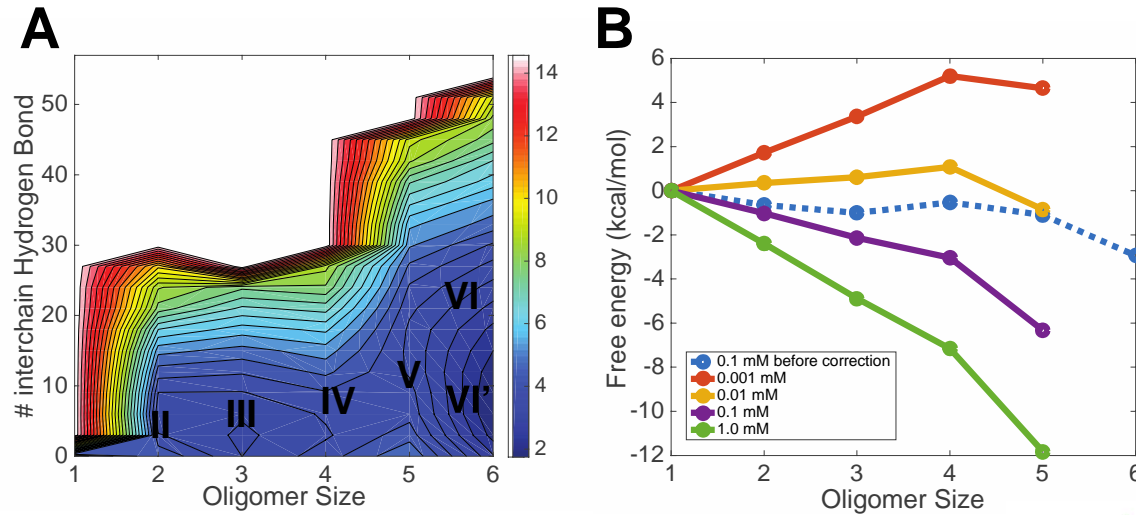 A
# interchain Hydrogen Bond
50
40
30
20
10
0
1
2
3
4
5
6
Oligomer Size
II
III
IV
V
VI
VI'
14
12
10
8
6
4
2
B
Free energy (kcal/mol)
6
4
2
0
-2
-4
-6
-8
-10
-12
1
2
3
4
5
6
Oligomer Size
0.1 mM before correction
0.001 mM
0.01 mM
0.1 mM
1.0 mM